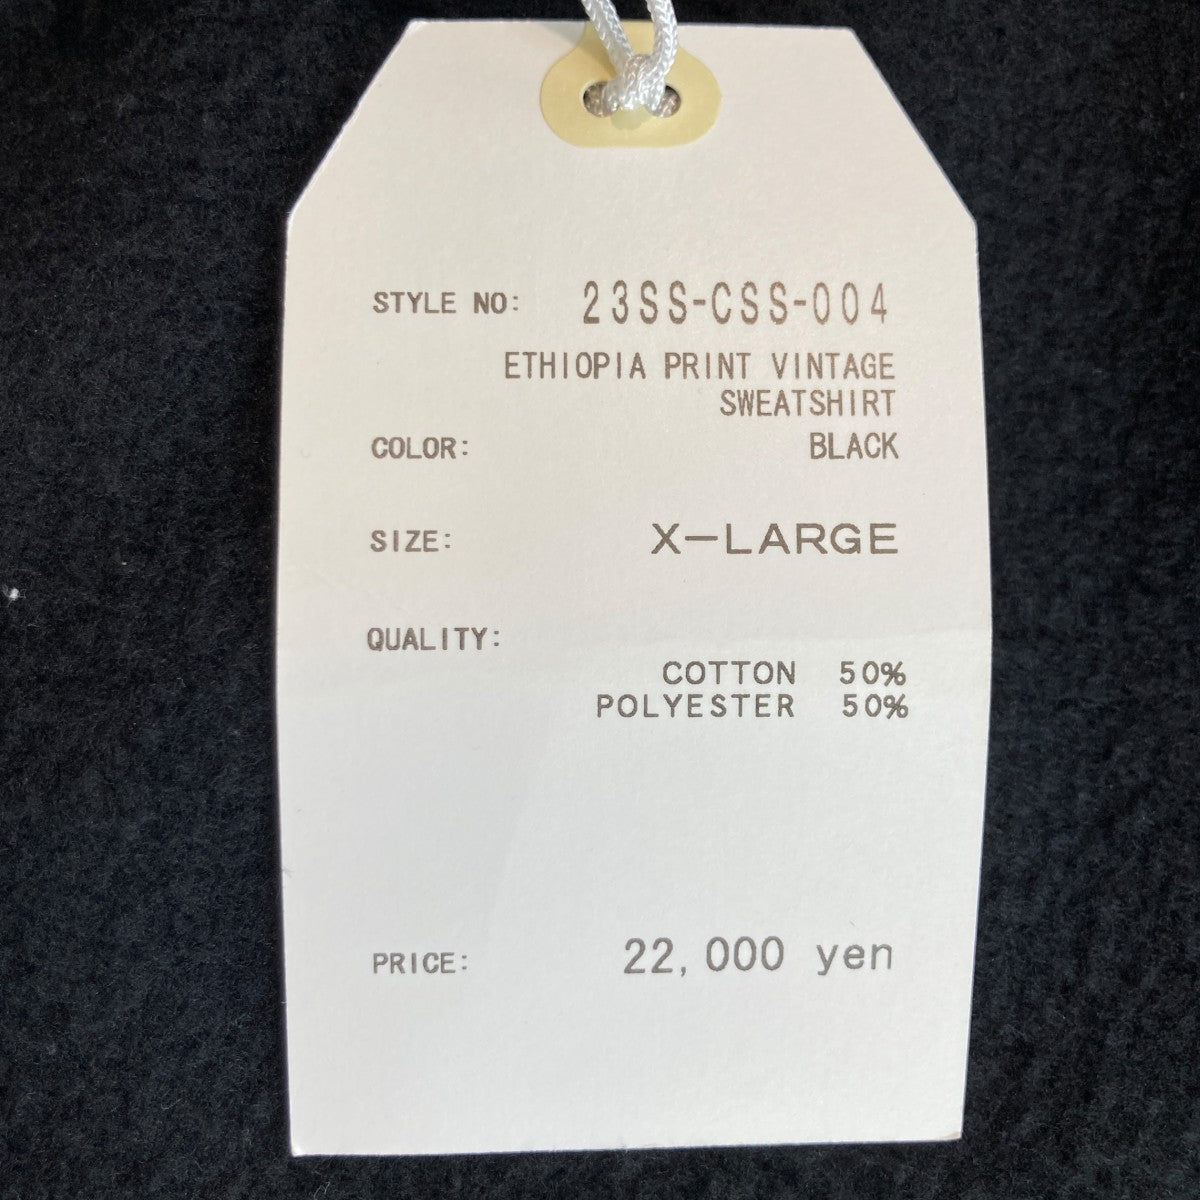 STYLE NO: 23SS-CSS-004
ETHIOPIA PRINT VINTAGE
SWEATSHIRT
COLOR: BLACK
SIZE: X-LARGE
QUALITY:
COTTON 50%
POLYESTER 50%
PRICE: 22,000 yen